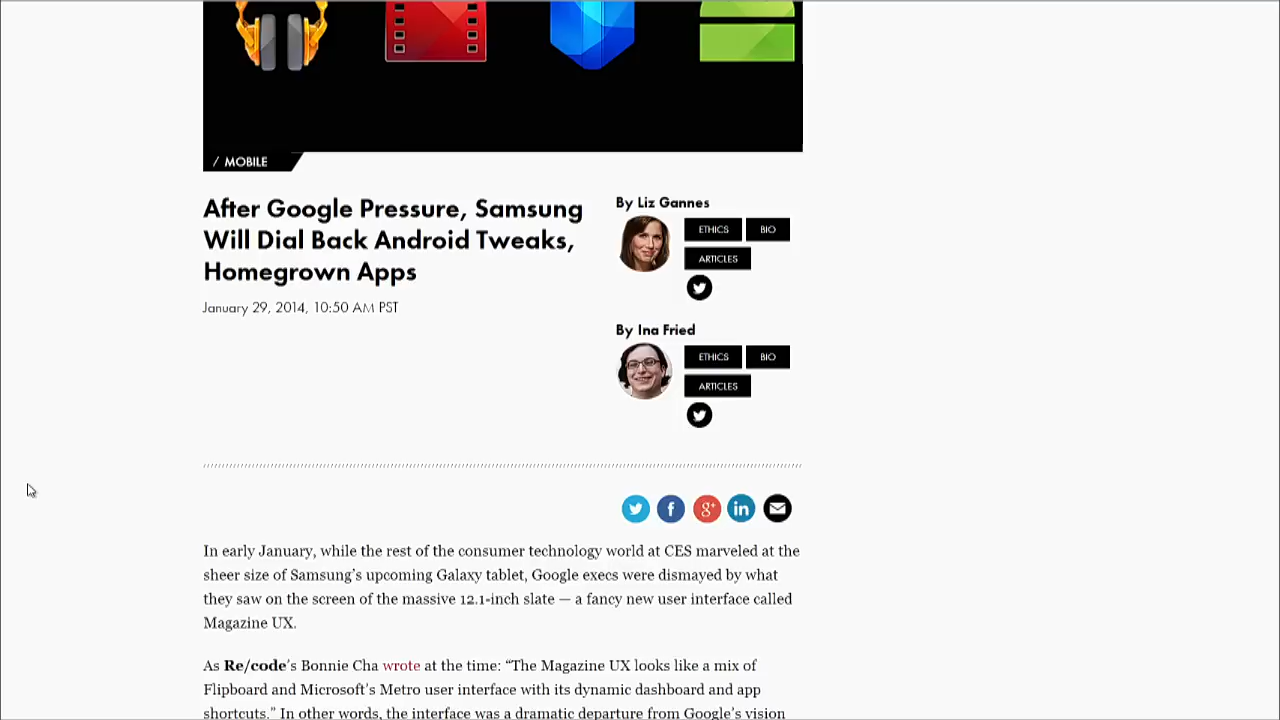 / MOBILE
After Google Pressure, Samsung
Will Dial Back Android Tweaks,
Homegrown Apps
January 29, 2014, 10:50 AM PST
By Liz Gannes
ETHICS BIO
ARTICLES
By Ina Fried
ETHICS BIO
ARTICLES
f g+ in
In early January, while the rest of the consumer technology world at CES marveled at the
sheer size of Samsung’s upcoming Galaxy tablet, Google execs were dismayed by what
they saw on the screen of the massive 12.1-inch slate — a fancy new user interface called
Magazine UX.
As Re/code’s Bonnie Cha wrote at the time: “The Magazine UX looks like a mix of
Flipboard and Microsoft’s Metro user interface with its dynamic dashboard and app
shortcuts.” In other words, the interface was a dramatic departure from Google’s vision